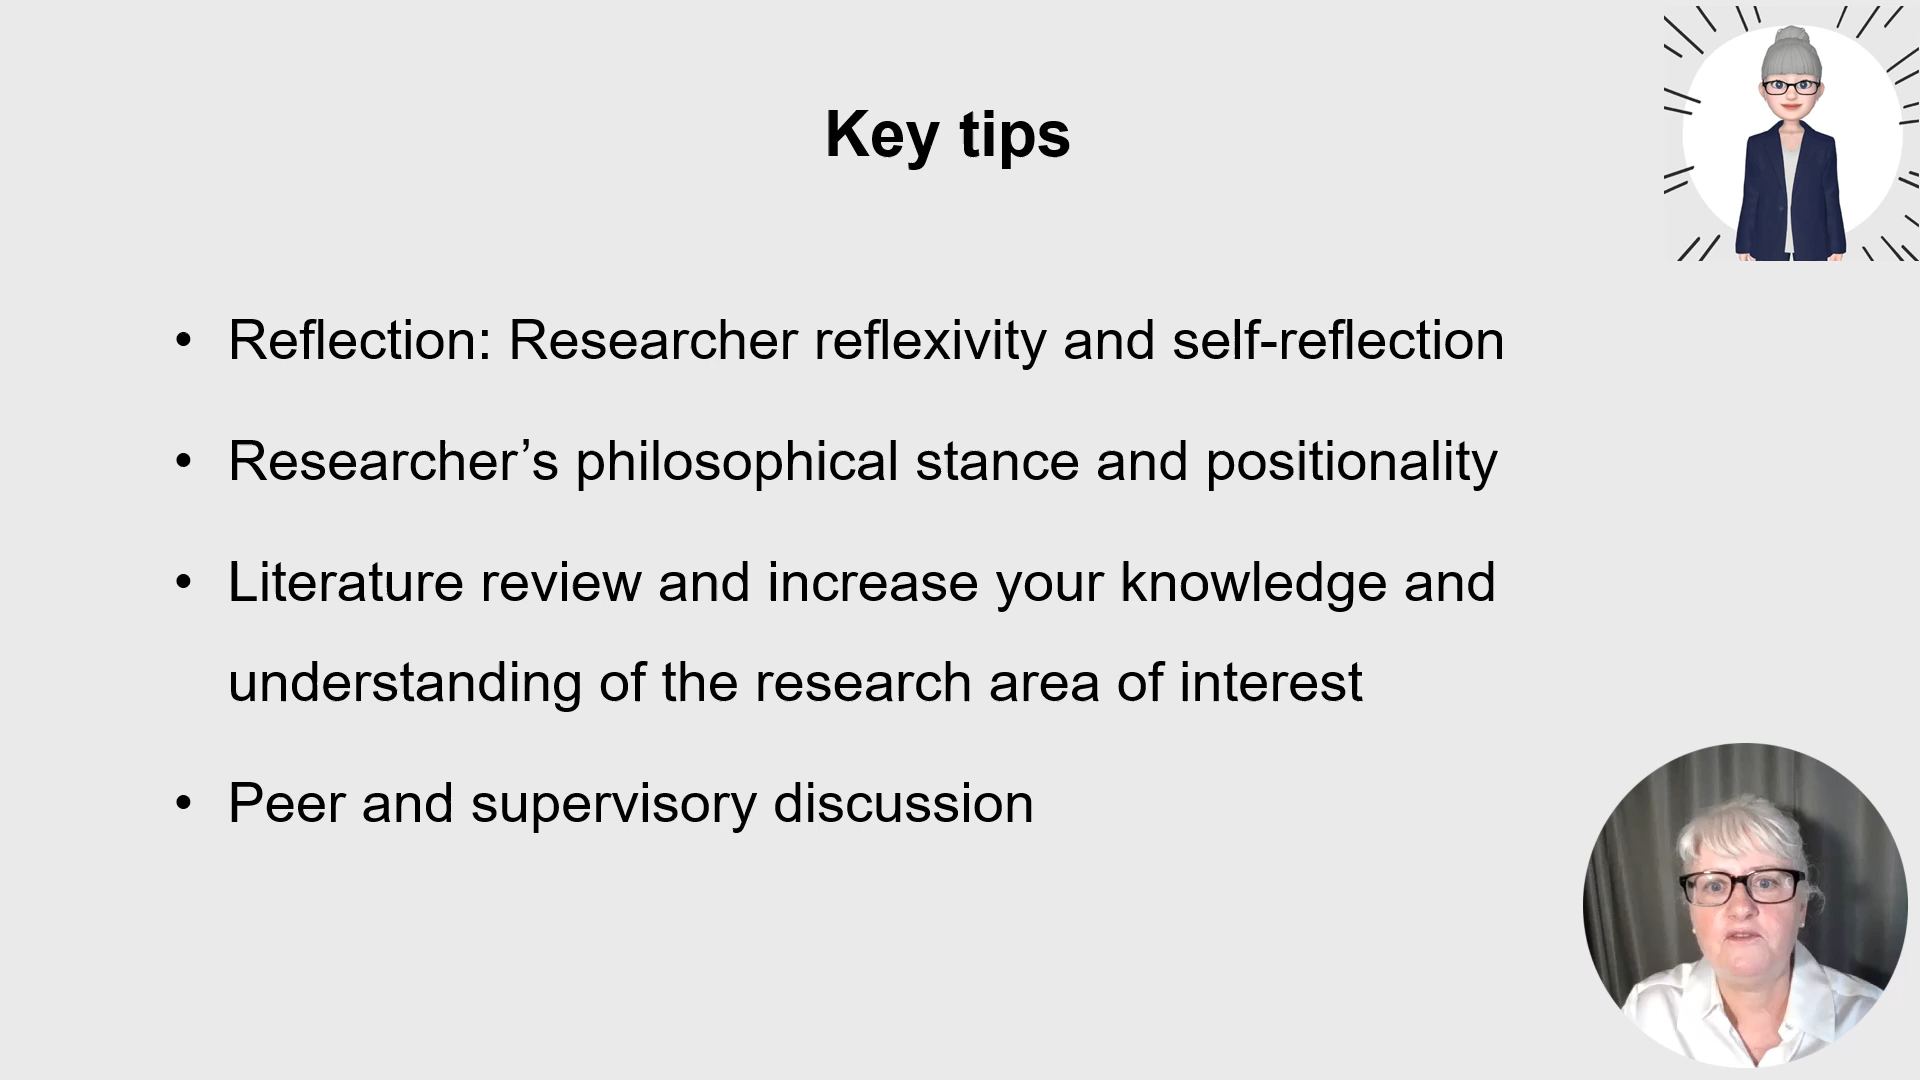 Key tips
• Reflection: Researcher reflexivity and self-reflection
• Researcher’s philosophical stance and positionality
• Literature review and increase your knowledge and
understanding of the research area of interest
• Peer and supervisory discussion